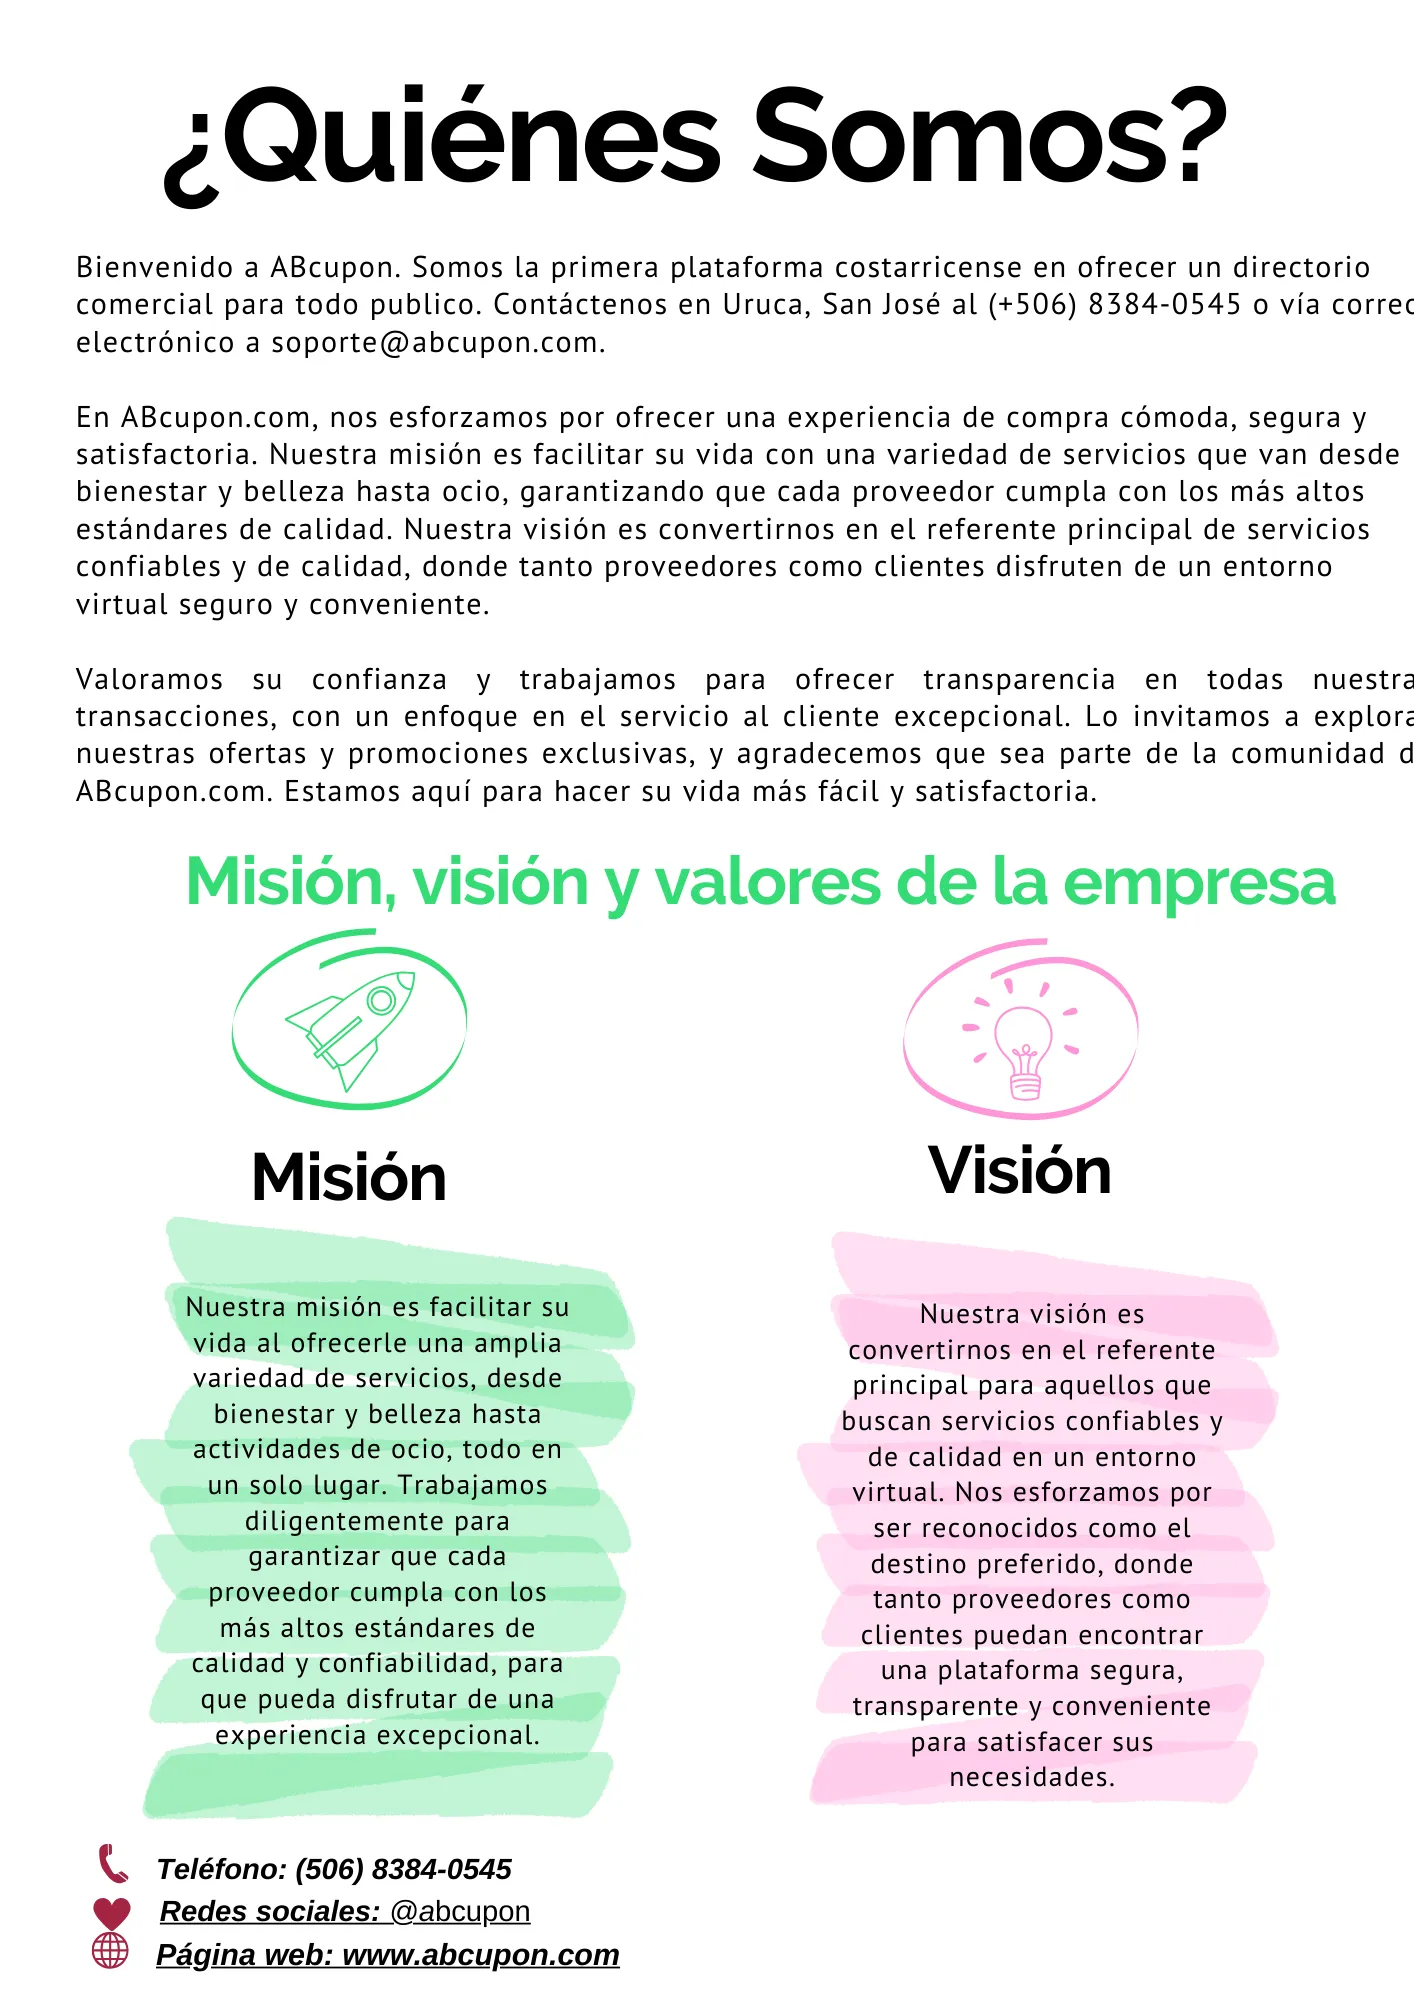 ¿Quiénes Somos?
Bienvenido a ABcupon. Somos la primera plataforma costarricense en ofrecer un directorio
comercial para todo publico. Contáctenos en Uruca, San José al (+506) 8384-0545 o vía correo
electrónico a soporte@abcupon.com.
En ABcupon.com, nos esforzamos por ofrecer una experiencia de compra cómoda, segura y
satisfactoria. Nuestra misión es facilitar su vida con una variedad de servicios que van desde
bienestar y belleza hasta ocio, garantizando que cada proveedor cumpla con los más altos
estándares de calidad. Nuestra visión es convertirnos en el referente principal de servicios
confiables y de calidad, donde tanto proveedores como clientes disfruten de un entorno
virtual seguro y conveniente.
Valoramos su confianza y trabajamos para ofrecer transparencia en todas nuestra
transacciones, con un enfoque en el servicio al cliente excepcional. Lo invitamos a explora
nuestras ofertas y promociones exclusivas, y agradecemos que sea parte de la comunidad d
ABcupon.com. Estamos aquí para hacer su vida más fácil y satisfactoria.
Misión, visión y valores de la empresa
Misión
Nuestra misión es facilitar su
vida al ofrecerle una amplia
variedad de servicios, desde
bienestar y belleza hasta
actividades de ocio, todo en
un solo lugar. Trabajamos
diligentemente para
garantizar que cada
proveedor cumpla con los
más altos estándares de
calidad y confiabilidad, para
que pueda disfrutar de una
experiencia excepcional.
Visión
Nuestra visión es
convertirnos en el referente
principal para aquellos que
buscan servicios confiables y
de calidad en un entorno
virtual. Nos esforzamos por
ser reconocidos como el
destino preferido, donde
tanto proveedores como
clientes puedan encontrar
una plataforma segura,
transparente y conveniente
para satisfacer sus
necesidades.
Teléfono: (506) 8384-0545
Redes sociales: @abcupon
Página web: www.abcupon.com